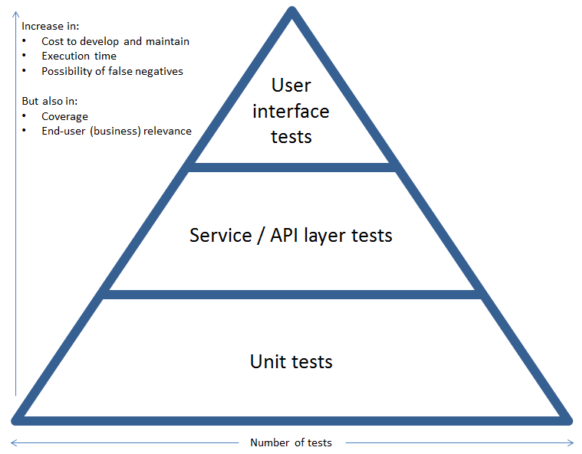 Increase in:
• Cost to develop and maintain
• Execution time
• Possibility of false negatives
But also in:
• Coverage
• End-user (business) relevance
User
interface
tests
Service / API layer tests
Unit tests
Number of tests